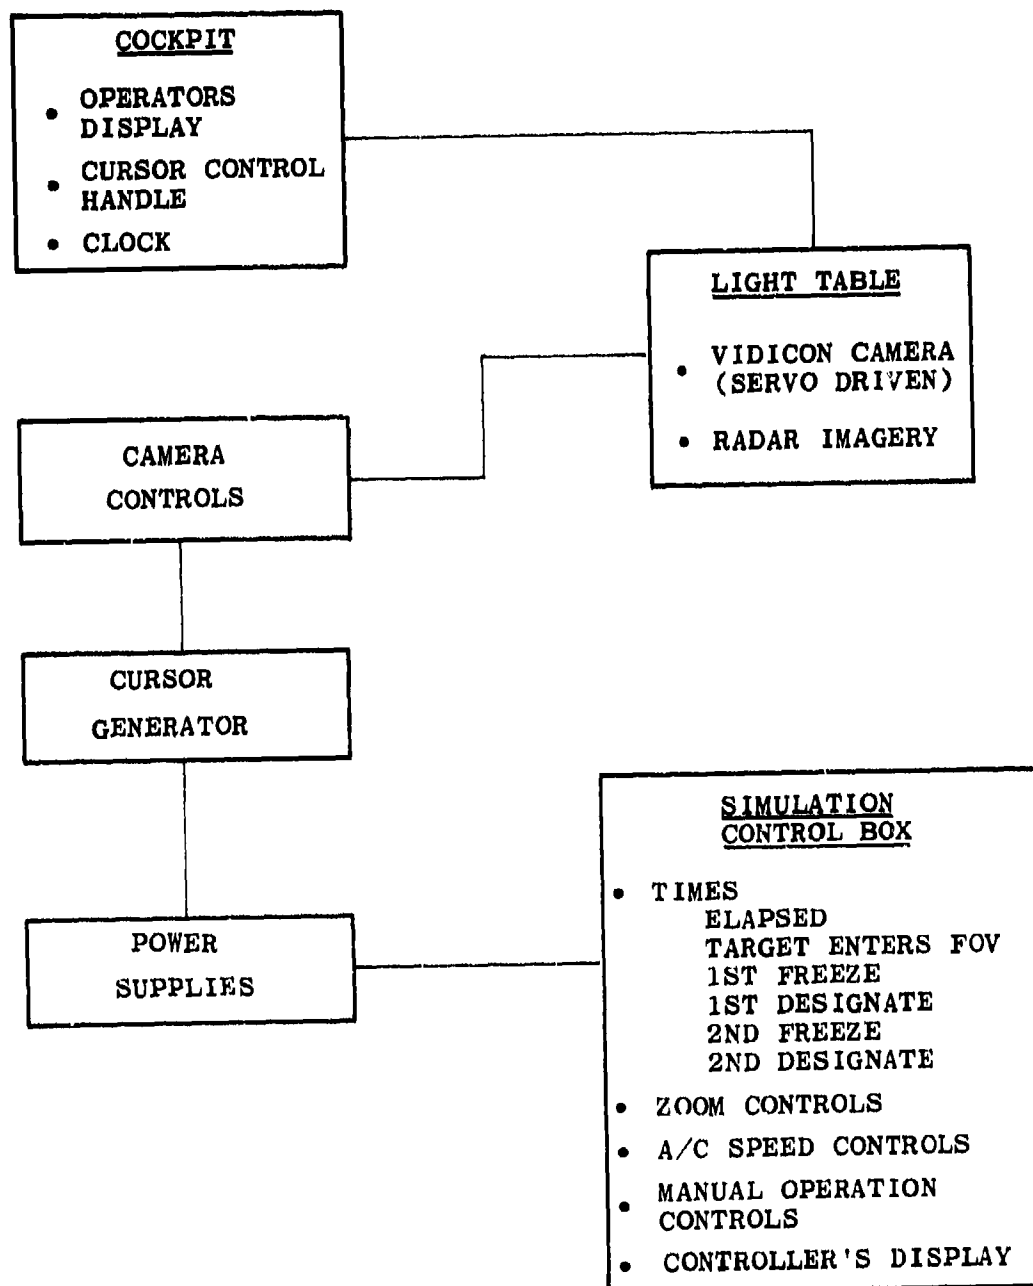 COCKPIT
• OPERATORS
DISPLAY
• CURSOR CONTROL
HANDLE
• CLOCK
LIGHT TABLE
• VIDICON CAMERA
(SERVO DRIVEN)
• RADAR IMAGERY
CAMERA
CONTROLS
CURSOR
GENERATOR
POWER
SUPPLIES
SIMULATION
CONTROL BOX
• TIMES
ELAPSED
TARGET ENTERS FOV
1ST FREEZE
1ST DESIGNATE
2ND FREEZE
2ND DESIGNATE
• ZOOM CONTROLS
• A/C SPEED CONTROLS
• MANUAL OPERATION
CONTROLS
• CONTROLLER'S DISPLAY